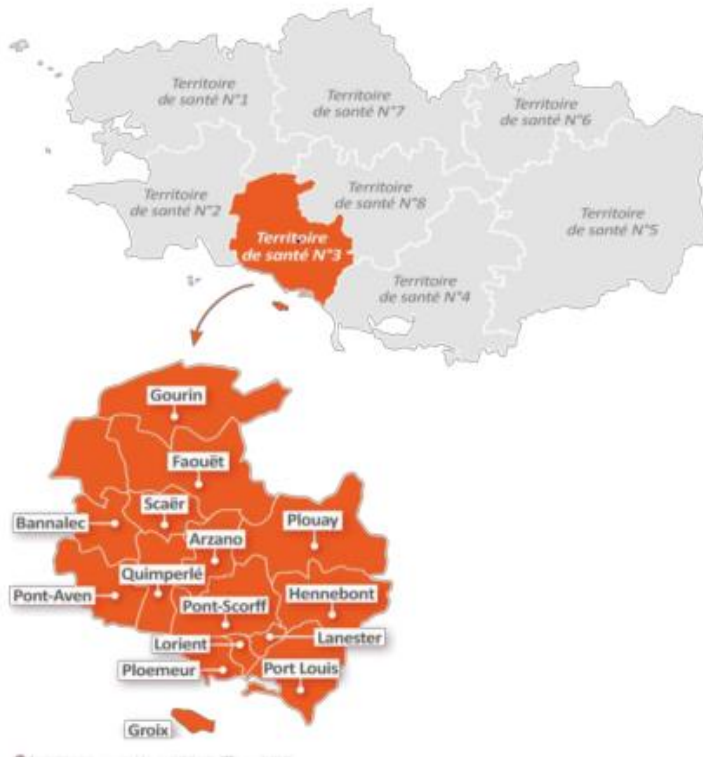 Territoire
de santé N°1
Territoire
de santé N°7
Territoire
de santé N°6
Territoire
de santé N°2
Territoire
de santé N°8
Territoire
de santé N°5
Territoire
de santé N°3
Territoire
de santé N°4
Gourin
Faouët
Scaër
Bannalec
Plouay
Arzano
Quimperlé
Pont-Aven
Hennebont
Pont-Scorff
Lanester
Lorient
Ploemeur
Port Louis
Groix